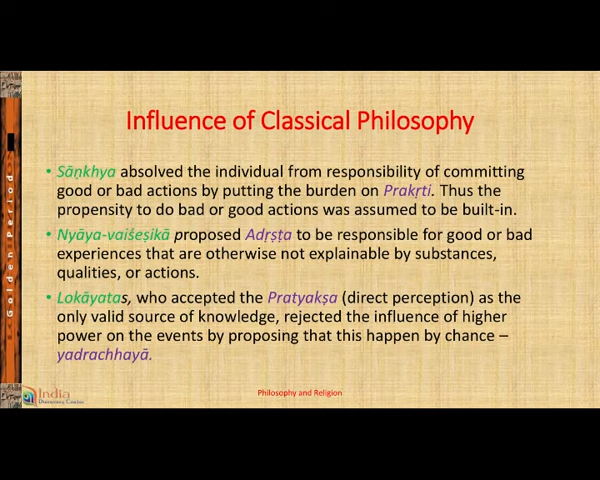 Influence of Classical Philosophy
• Sāṇkhya absolved the individual from responsibility of committing
good or bad actions by putting the burden on Prakṛti. Thus the
propensity to do bad or good actions was assumed to be built-in.
• Nyāya-vaiśeṣikā proposed Adṛṣṭa to be responsible for good or bad
experiences that are otherwise not explainable by substances,
qualities, or actions.
• Lokāyatas, who accepted the Pratyakṣa (direct perception) as the
only valid source of knowledge, rejected the influence of higher
power on the events by proposing that this happen by chance –
yadrachhayā.
Golden Period
India
Discovery Center
Philosophy and Religion